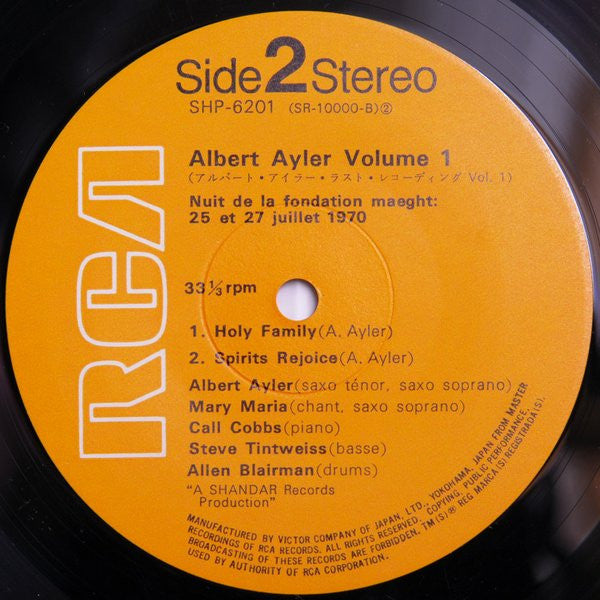 Side 2 Stereo
SHP-6201 (SR-10000-B)②
RCA
Albert Ayler Volume 1
(アルバート・アイラー・ラスト・レコーディング Vol. 1)
Nuit de la fondation maeght:
25 et 27 juillet 1970
33⅓ rpm
1. Holy Family (A. Ayler)
2. Spirits Rejoice (A. Ayler)
Albert Ayler (saxo ténor, saxo soprano)
Mary Maria (chant, saxo soprano)
Call Cobbs (piano)
Steve Tintweiss (basse)
Allen Blairman (drums)
"A SHANDAR Records
Production"
MANUFACTURED BY VICTOR COMPANY OF JAPAN, LTD., YOKOHAMA, JAPAN FROM MASTER
RECORDINGS OF RCA RECORDS. ALL RIGHTS RESERVED, COPYING, PUBLIC PERFORMANCE,
BROADCASTING OF THESE RECORDS ARE FORBIDDEN. TM(S)® REG MARCA(S) REGISTRADA(S).
USED BY AUTHORITY OF RCA CORPORATION.